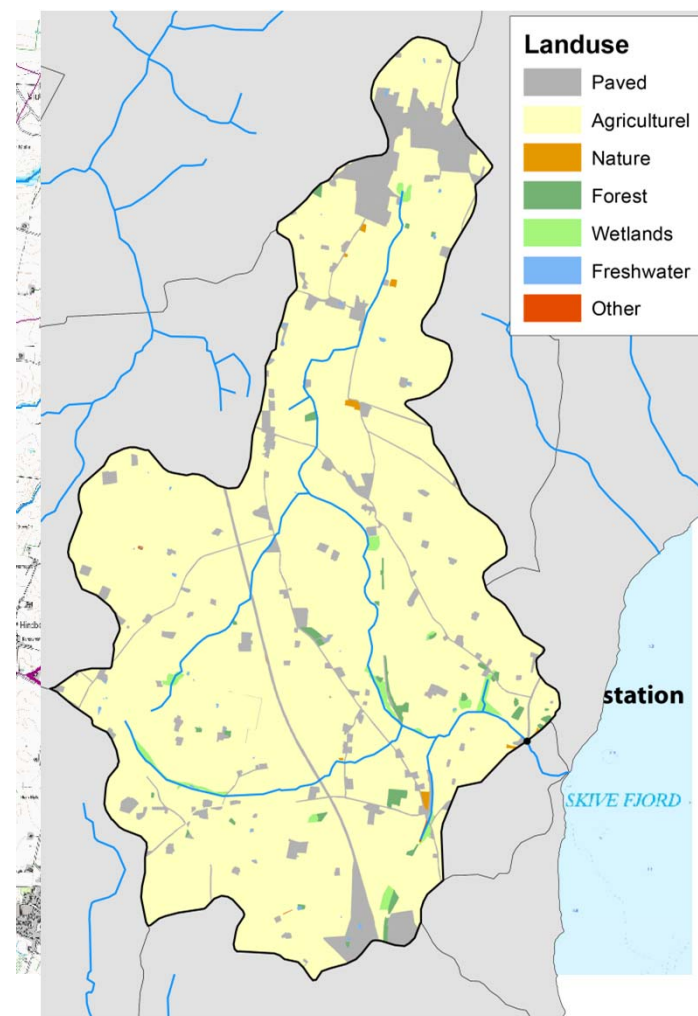 Landuse
Paved
Agriculturel
Nature
Forest
Wetlands
Freshwater
Other
station
SKIVE FJORD